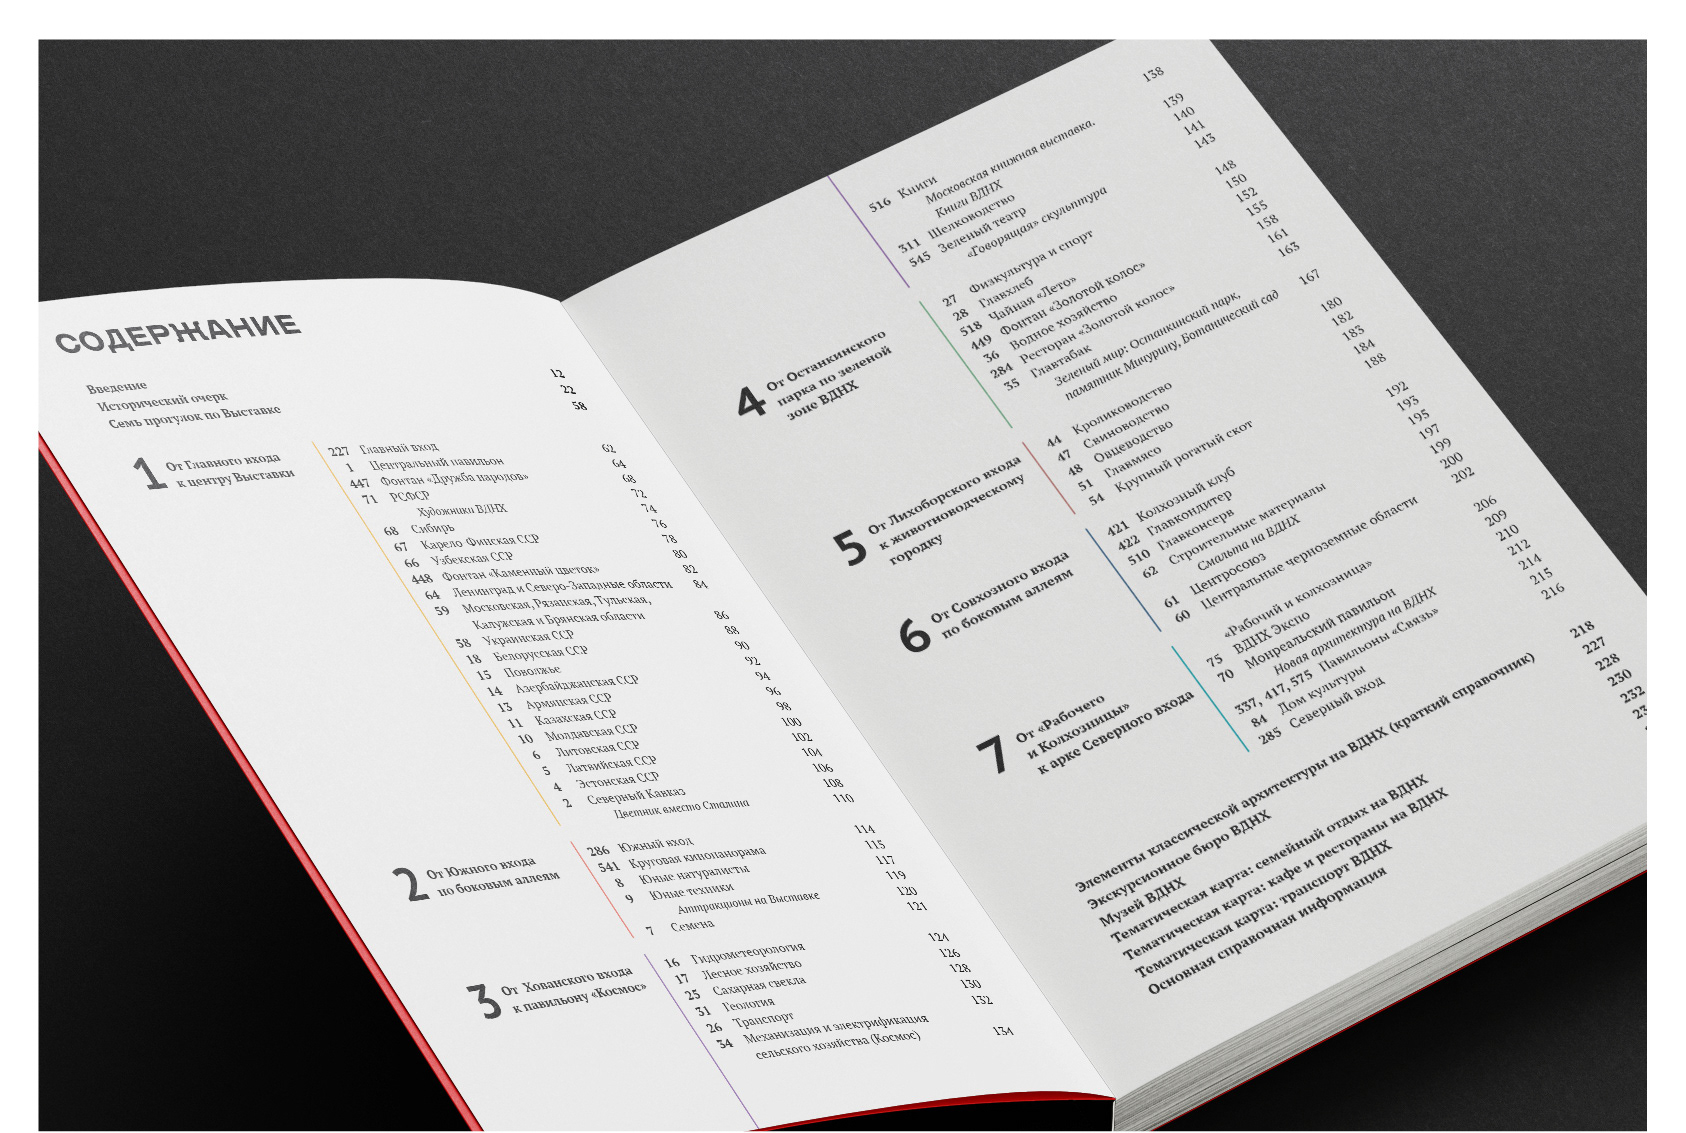 СОДЕРЖАНИЕ
Введение 12
Исторический очерк 22
Семь прогулок по Выставке 58
1 От Главного входа
к центру Выставки
227 Главный вход 62
1 Центральный павильон 64
447 Фонтан «Дружба народов» 68
71 РСФСР 72
Художники ВДНХ 74
68 Сибирь 76
67 Карело-Финская ССР 78
66 Узбекская ССР 80
448 Фонтан «Каменный цветок» 82
64 Ленинград и Северо-Западные области 84
59 Московская, Рязанская, Тульская,
Калужская и Брянская области 86
58 Украинская ССР 88
18 Белорусская ССР 90
15 Поволжье 92
14 Азербайджанская ССР 94
13 Армянская ССР 96
11 Казахская ССР 98
10 Молдавская ССР 100
6 Литовская ССР 102
5 Латвийская ССР 104
4 Эстонская ССР 106
2 Северный Кавказ 108
Цветник вместо Сталина 110
2 От Южного входа
по боковым аллеям
286 Южный вход 114
541 Круговая кинопанорама 115
8 Юные натуралисты 117
9 Юные техники 119
Аттракционы на Выставке 120
7 Семена 121
3 От Хованского входа
к павильону «Космос»
16 Гидрометеорология 124
17 Лесное хозяйство 126
25 Сахарная свекла 128
31 Геология 130
26 Транспорт 132
34 Механизация и электрификация
сельского хозяйства (Космос) 134
516 Книги 138
Московская книжная выставка.
Книги ВДНХ 139
311 Шелководство 140
545 Зеленый театр 141
«Говорящая» скульптура 143
4 От Останкинского
парка по зеленой
зоне ВДНХ
27 Физкультура и спорт 148
28 Главхлеб 150
518 Чайная «Лето» 152
449 Фонтан «Золотой колос» 155
36 Водное хозяйство 158
284 Ресторан «Золотой колос» 161
35 Главтабак 163
Зеленый мир: Останкинский парк,
памятник Мичурину, Ботанический сад 167
5 От Лихоборского входа
к животноводческому
городку
44 Кролиководство 180
47 Свиноводство 182
48 Овцеводство 183
51 Главмясо 184
54 Крупный рогатый скот 188
6 От Совхозного входа
по боковым аллеям
421 Колхозный клуб 192
422 Главкондитер 193
510 Главконсерв 195
62 Строительные материалы 197
Смальта на ВДНХ 199
61 Центросоюз 200
60 Центральные черноземные области 202
7 От «Рабочего
и Колхозницы»
к арке Северного входа
«Рабочий и колхозница» 206
75 ВДНХ Экспо 209
70 Монреальский павильон 210
Новая архитектура на ВДНХ 212
337, 417, 575 Павильоны «Связь» 214
84 Дом культуры 215
285 Северный вход 216
Элементы классической архитектуры на ВДНХ (краткий справочник) 218
Экскурсионное бюро ВДНХ 227
Музей ВДНХ 228
Тематическая карта: семейный отдых на ВДНХ 230
Тематическая карта: кафе и рестораны на ВДНХ 232
Тематическая карта: транспорт ВДНХ
Основная справочная информация